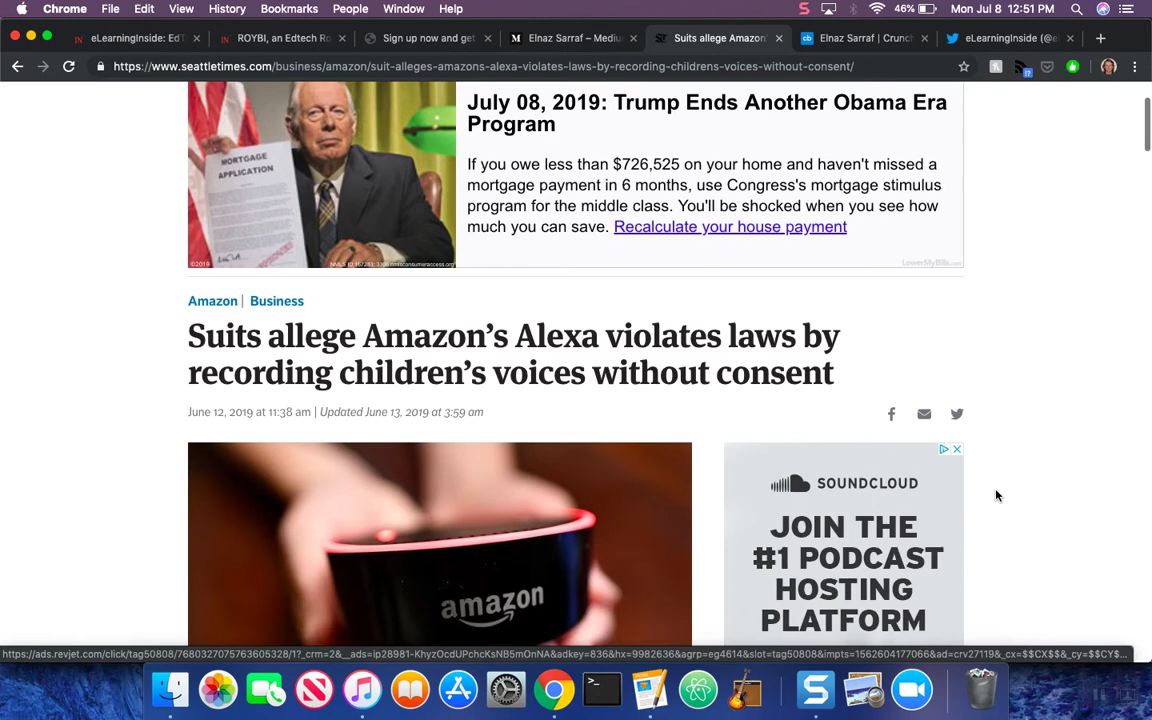 Chrome File Edit View History Bookmarks People Window Help 46% Mon Jul 8 12:51 PM
eLearningInside: EdT ROYBI, an Edtech Ro Sign up now and get Elnaz Sarraf – Mediu Suits allege Amazon' Elnaz Sarraf | Crunch eLearningInside (@e
https://www.seattletimes.com/business/amazon/suit-alleges-amazons-alexa-violates-laws-by-recording-childrens-voices-without-consent/
July 08, 2019: Trump Ends Another Obama Era
Program
MORTGAGE
APPLICATION
If you owe less than $726,525 on your home and haven't missed a
mortgage payment in 6 months, use Congress's mortgage stimulus
program for the middle class. You'll be shocked when you see how
much you can save. Recalculate your house payment
©2019
LowerMyBills.com
Amazon | Business
Suits allege Amazon’s Alexa violates laws by
recording children’s voices without consent
June 12, 2019 at 11:38 am | Updated June 13, 2019 at 3:59 am
amazon
SOUNDCLOUD
JOIN THE
#1 PODCAST
HOSTING
PLATFORM